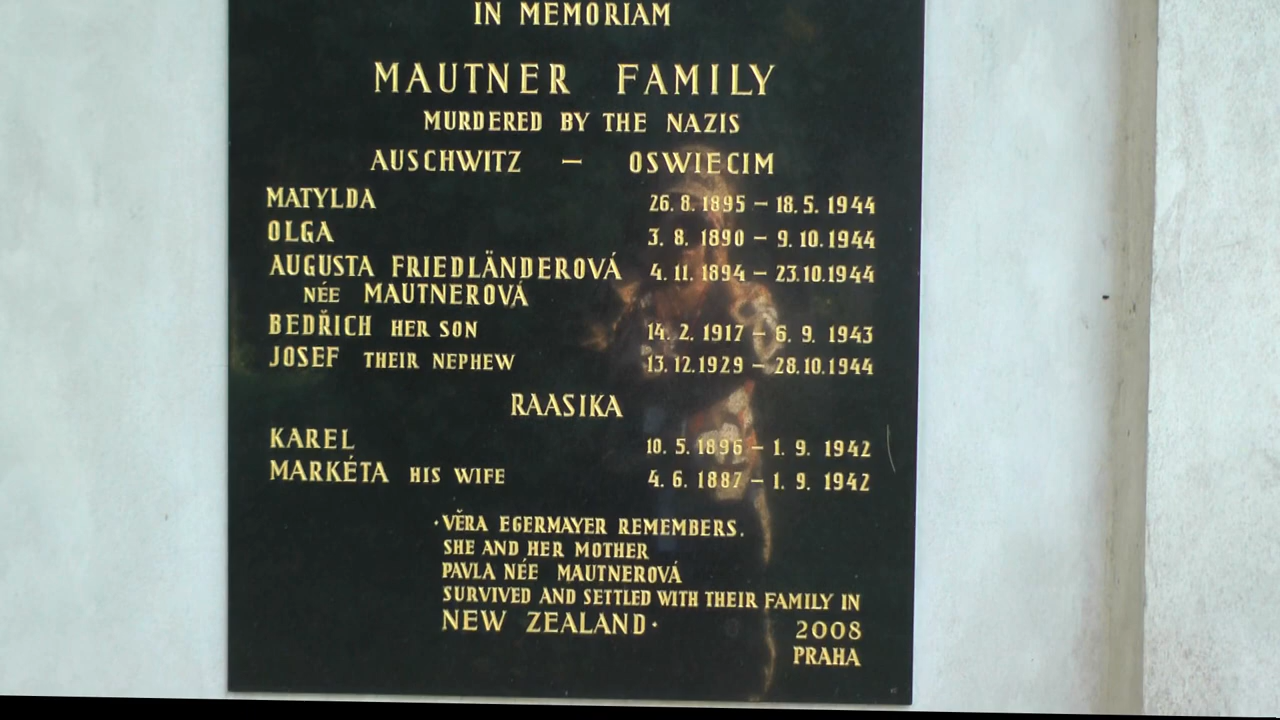 IN MEMORIAM
MAUTNER FAMILY
MURDERED BY THE NAZIS
AUSCHWITZ – OSWIECIM
MATYLDA 26. 8. 1895 – 18. 5. 1944
OLGA 3. 8. 1890 – 9. 10. 1944
AUGUSTA FRIEDLÄNDEROVÁ 4. 11. 1894 – 23.10.1944
NÉE MAUTNEROVÁ
BEDŘICH HER SON 14. 2. 1917 – 6. 9. 1943
JOSEF THEIR NEPHEW 13.12.1929 – 28.10.1944
RAASIKA
KAREL 10. 5. 1896 – 1. 9. 1942
MARKÉTA HIS WIFE 4. 6. 1887 – 1. 9. 1942
·VĚRA EGERMAYER REMEMBERS.
SHE AND HER MOTHER
PAVLA NÉE MAUTNEROVÁ
SURVIVED AND SETTLED WITH THEIR FAMILY IN
NEW ZEALAND· 2008
PRAHA